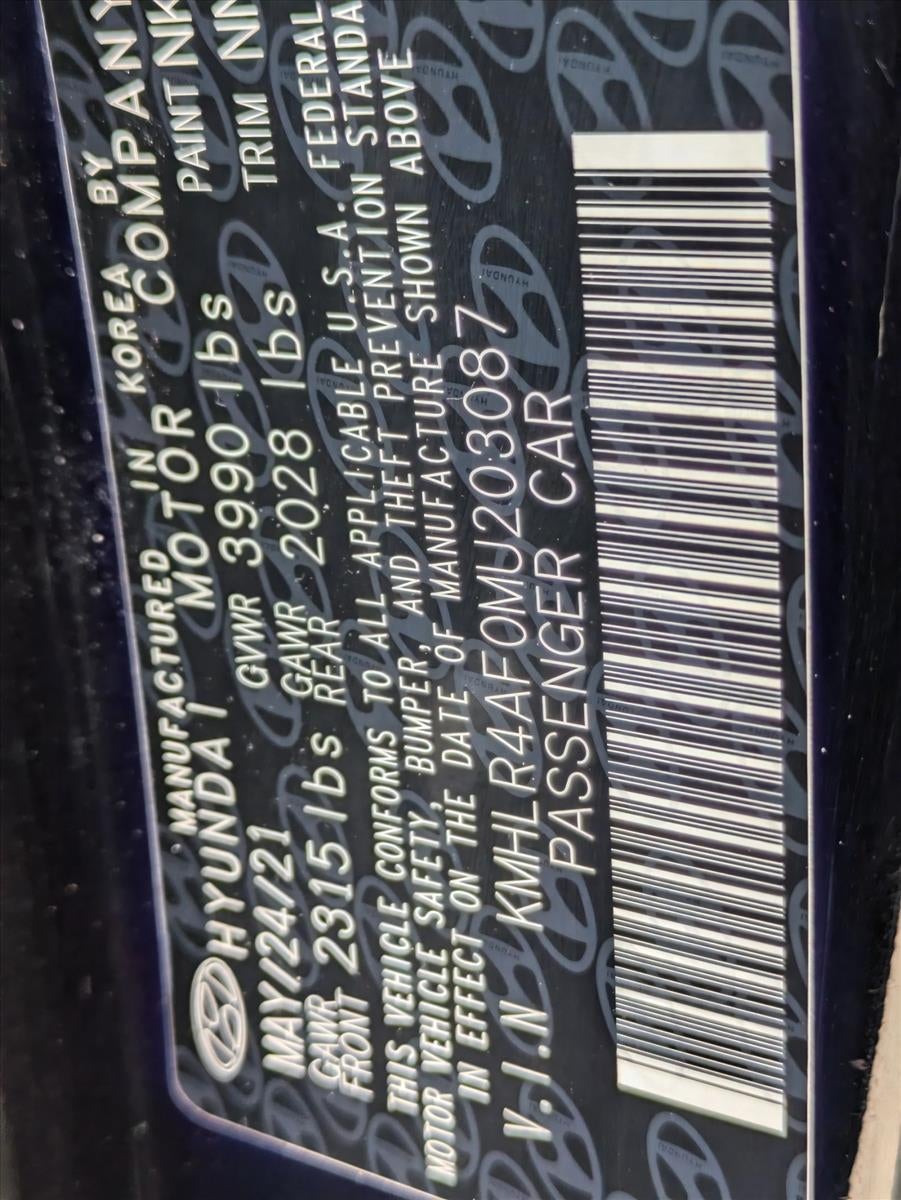 MANUFACTURED IN KOREA BY
HYUNDAI MOTOR COMPANY
MAY/24/21 GVWR 3990 lbs PAINT NK
GAWR FRONT 2315 lbs GAWR REAR 2028 lbs TRIM
THIS VEHICLE CONFORMS TO ALL APPLICABLE U.S.A. FEDERAL
MOTOR VEHICLE SAFETY, BUMPER, AND THEFT PREVENTION STANDA
IN EFFECT ON THE DATE OF MANUFACTURE SHOWN ABOVE
V.I.N KMHLR4AF0MU203087
PASSENGER CAR